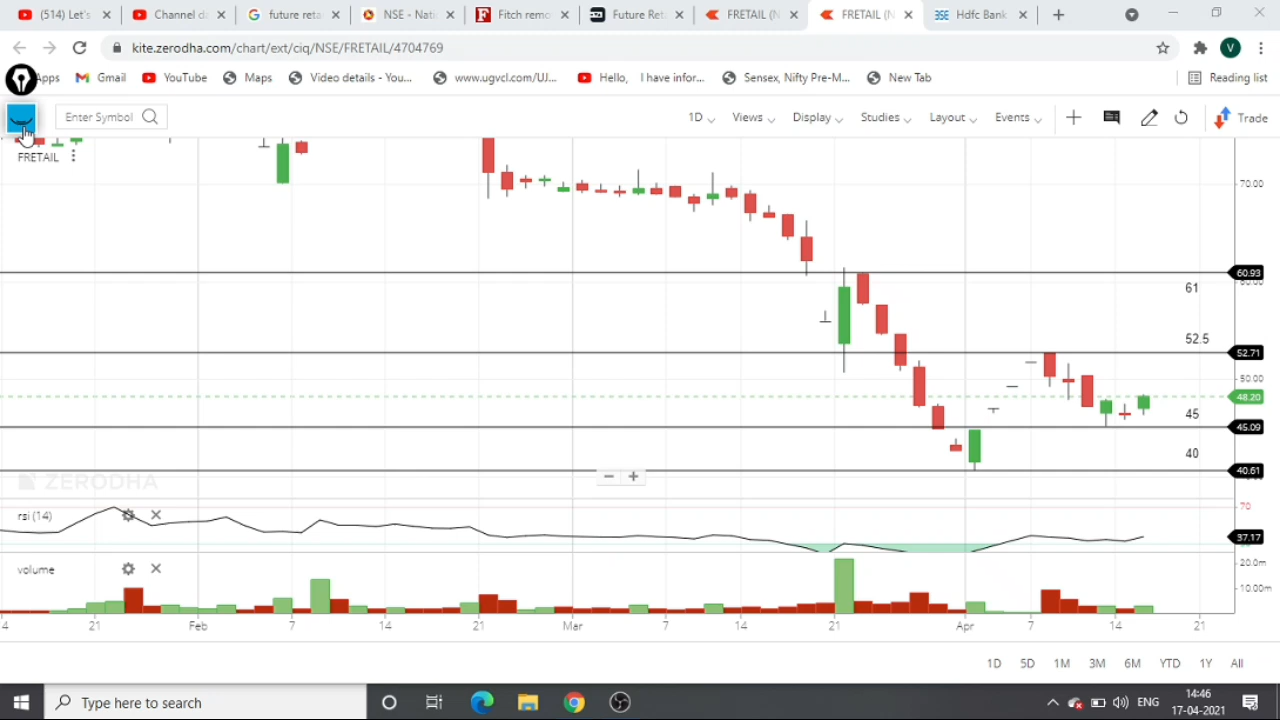 (514) Let's
Channel da
future reta
NSE - Nati
Fitch remo
Future Reta
FRETAIL (N
FRETAIL (N
Hdfc Bank
kite.zerodha.com/chart/ext/ciq/NSE/FRETAIL/4704769
V
Apps
Gmail
YouTube
Maps
Video details - You...
www.ugvcl.com/UJ...
Hello, I have infor...
Sensex, Nifty Pre-M...
New Tab
Reading list
Enter Symbol
1D
Views
Display
Studies
Layout
Events
Trade
FRETAIL
70.00
60.93
61
52.5
52.71
50.00
48.20
45
45.09
40
40.61
ZERODHA
rsi (14)
70
37.17
volume
20.0m
10.00m
4
21
Feb
7
14
21
Mar
7
14
21
Apr
7
14
21
1D
5D
1M
3M
6M
YTD
1Y
All
Type here to search
ENG
14:46
17-04-2021